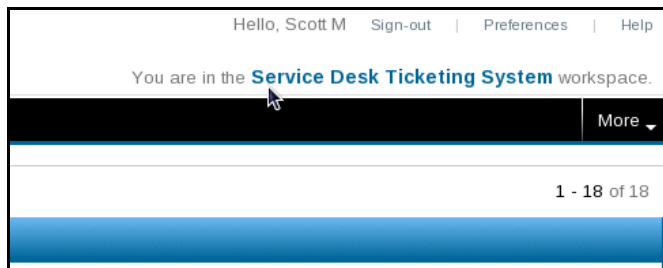 Hello, Scott M Sign-out | Preferences | Help
You are in the Service Desk Ticketing System workspace.
More
1 - 18 of 18